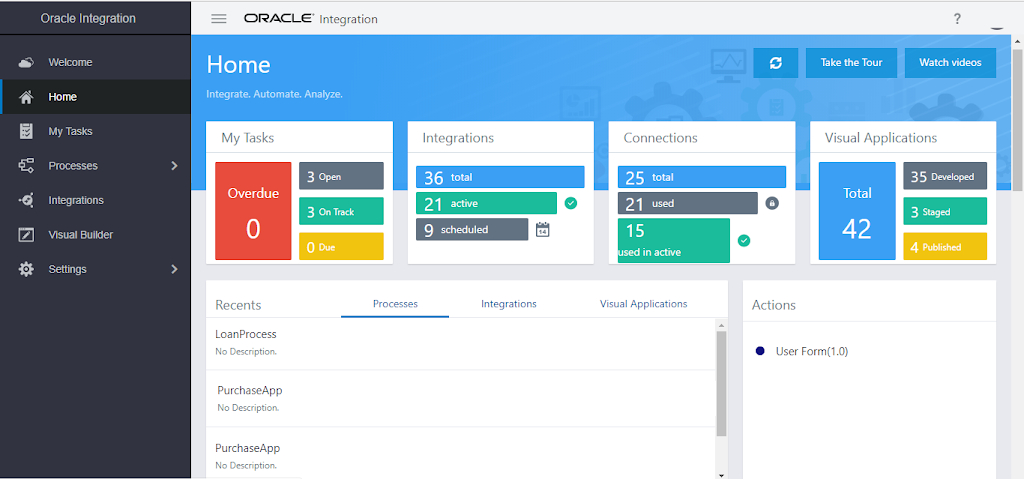 Oracle Integration
ORACLE® Integration
?
Welcome
Home
My Tasks
Processes
Integrations
Visual Builder
Settings
Home
Integrate. Automate. Analyze.
Take the Tour
Watch videos
My Tasks
Overdue
0
3 Open
3 On Track
0 Due
Integrations
36 total
21 active
9 scheduled
14
Connections
25 total
21 used
15
used in active
Visual Applications
Total
42
35 Developed
3 Staged
4 Published
Recents
Processes
Integrations
Visual Applications
LoanProcess
No Description.
PurchaseApp
No Description.
PurchaseApp
No Description.
Actions
User Form(1.0)